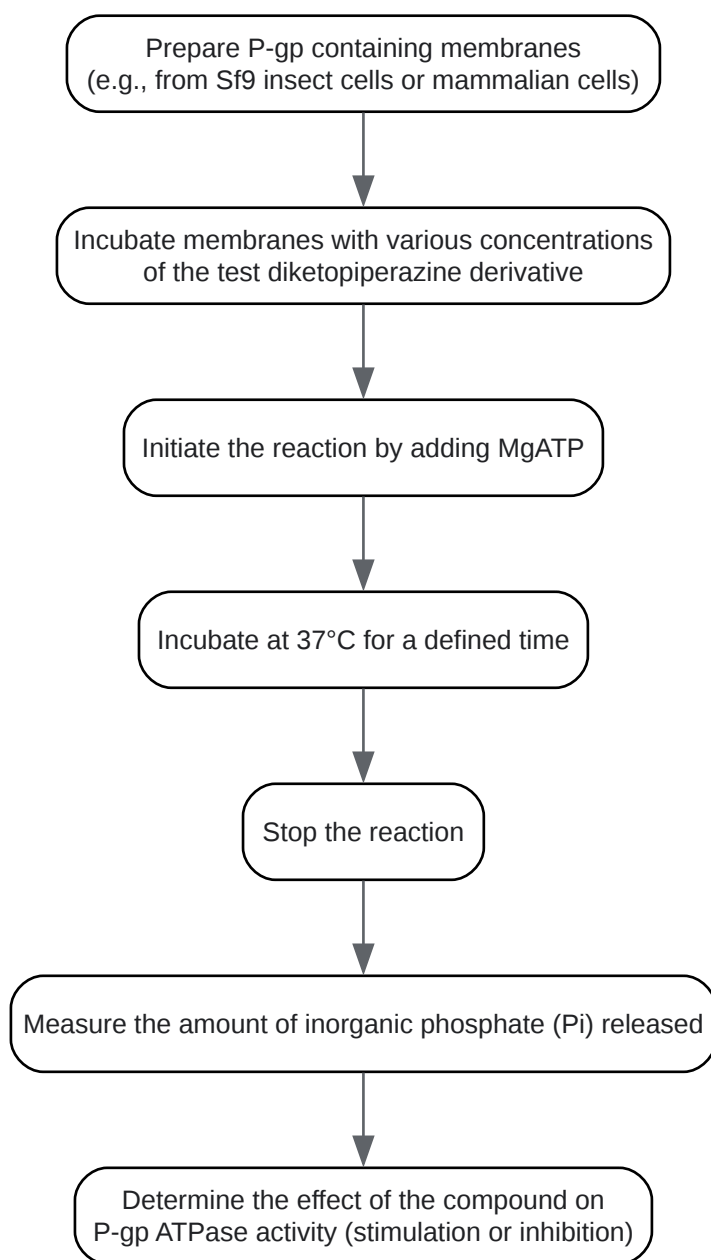 Prepare P-gp containing membranes
(e.g., from Sf9 insect cells or mammalian cells)
Incubate membranes with various concentrations
of the test diketopiperazine derivative
Initiate the reaction by adding MgATP
Incubate at 37°C for a defined time
Stop the reaction
Measure the amount of inorganic phosphate (Pi) released
Determine the effect of the compound on
P-gp ATPase activity (stimulation or inhibition)